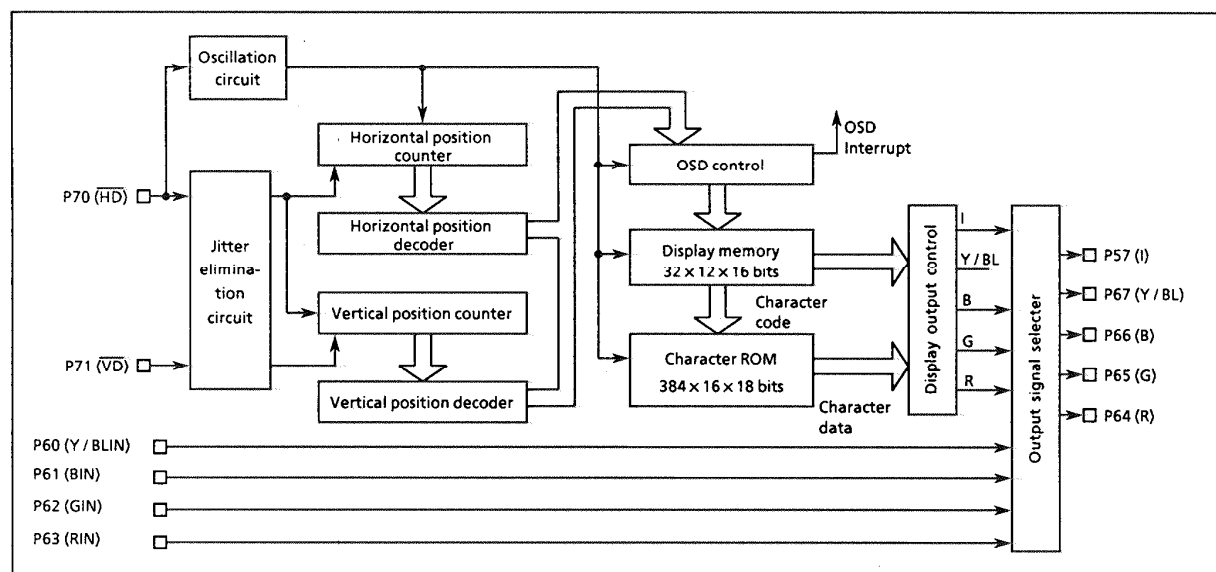 Oscillation
circuit
Horizontal position
counter
OSD
Interrupt
OSD control
P70 (HD)
Jitter
elimina-
tion
circuit
Horizontal position
decoder
Display memory
32 × 12 × 16 bits
Display output control
I
Y / BL
B
G
R
Output signal selecter
P57 (I)
P67 (Y / BL)
P66 (B)
P65 (G)
P64 (R)
Vertical position counter
Character
code
P71 (VD)
Character ROM
384 × 16 × 18 bits
Vertical position decoder
Character
data
P60 (Y / BLIN)
P61 (BIN)
P62 (GIN)
P63 (RIN)